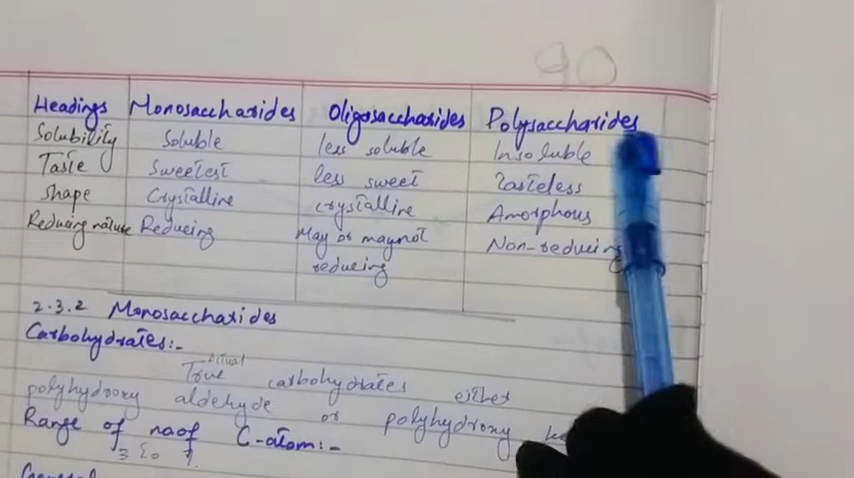 90
Headings Monosaccharides Oligosaccharides Polysaccharides
Solubility Soluble less soluble Insoluble
Taste Sweetest less sweet Tasteless
Shape Crystalline crystalline Amorphous
Reducing nature Reducing May or maynot reducing Non-reducing
2.3.2 Monosaccharides
Carbohydrates:-
Actual
True carbohydrates either
polyhydroxy aldehyde or polyhydroxy
Range of no of C-atom:-
3 to 7.
General